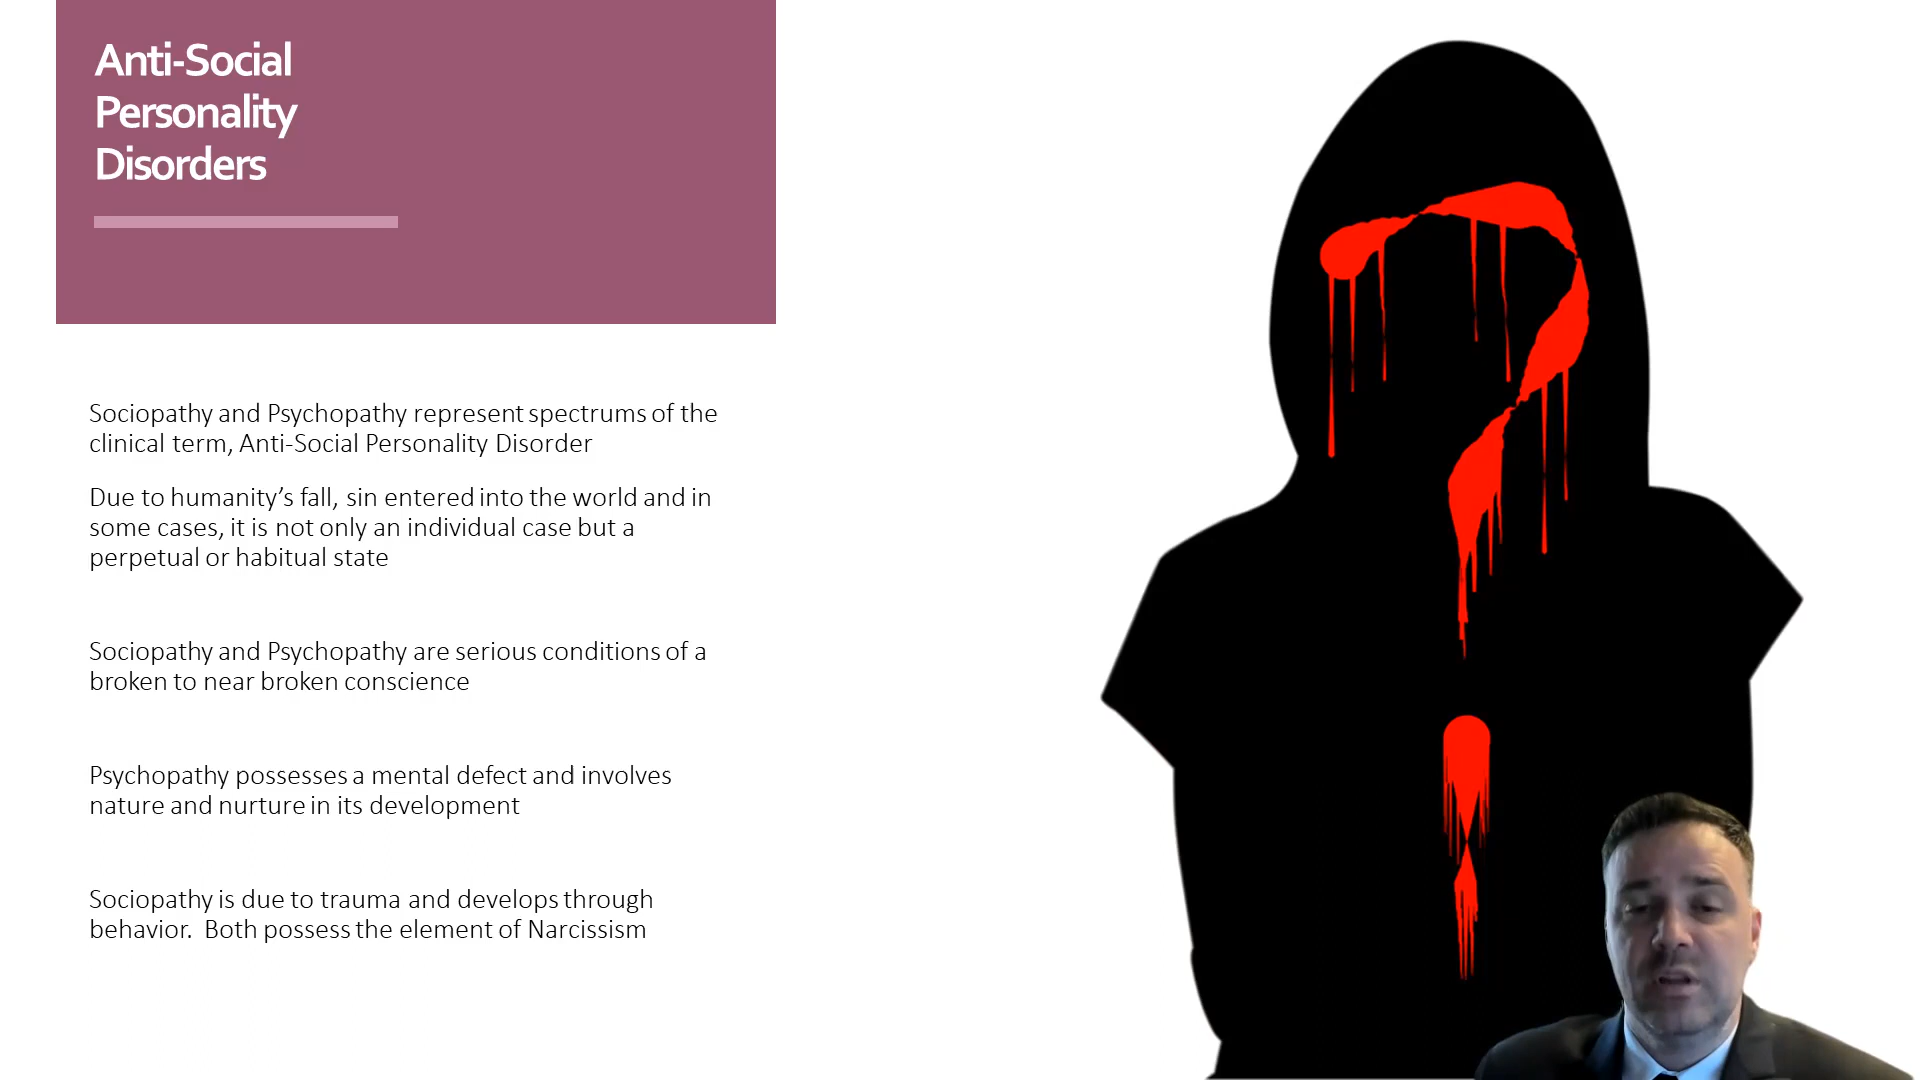 Anti-Social
Personality
Disorders
Sociopathy and Psychopathy represent spectrums of the
clinical term, Anti-Social Personality Disorder
Due to humanity’s fall, sin entered into the world and in
some cases, it is not only an individual case but a
perpetual or habitual state
Sociopathy and Psychopathy are serious conditions of a
broken to near broken conscience
Psychopathy possesses a mental defect and involves
nature and nurture in its development
Sociopathy is due to trauma and develops through
behavior.  Both possess the element of Narcissism